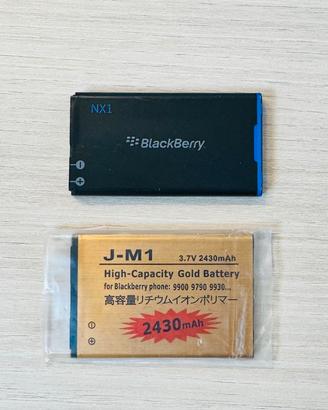 NX1
BlackBerry
J-M1
3.7V 2430mAh
High-Capacity Gold Battery
for Blackberry phone: 9900 9790 9930...
高容量リチウムイオンポリマー
2430mAh